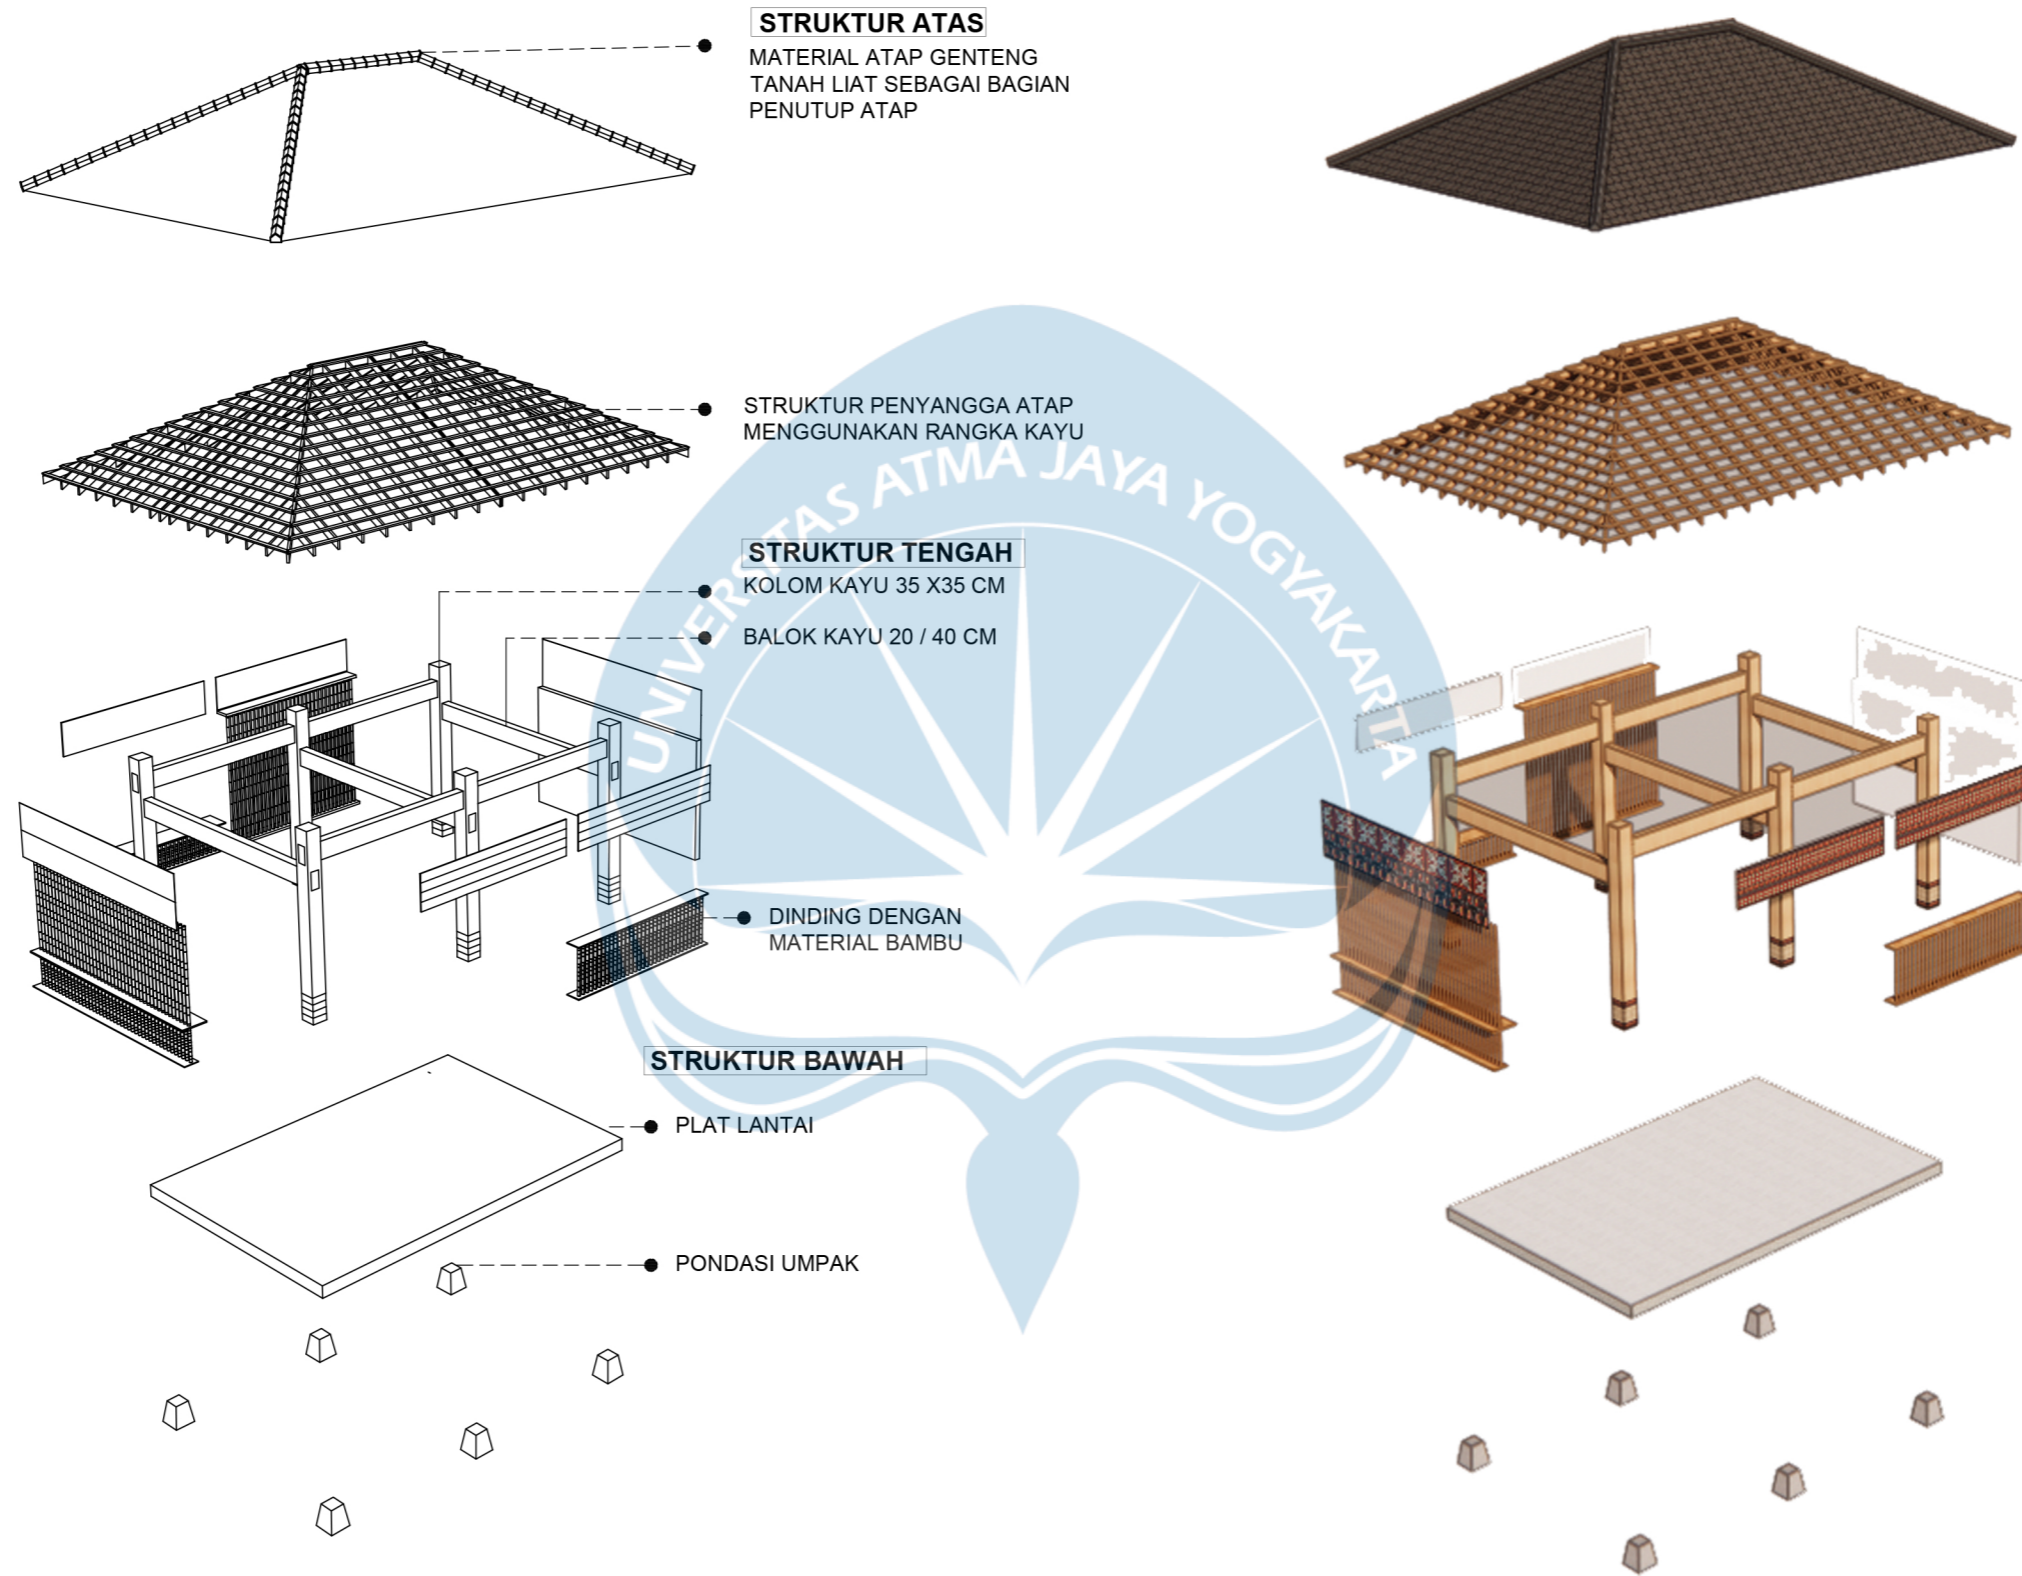 STRUKTUR ATAS
MATERIAL ATAP GENTENG
TANAH LIAT SEBAGAI BAGIAN
PENUTUP ATAP
STRUKTUR PENYANGGA ATAP
MENGGUNAKAN RANGKA KAYU
UNIVERSITAS ATMA JAYA YOGYAKARTA
STRUKTUR TENGAH
KOLOM KAYU 35 X35 CM
BALOK KAYU 20 / 40 CM
DINDING DENGAN
MATERIAL BAMBU
STRUKTUR BAWAH
PLAT LANTAI
PONDASI UMPAK